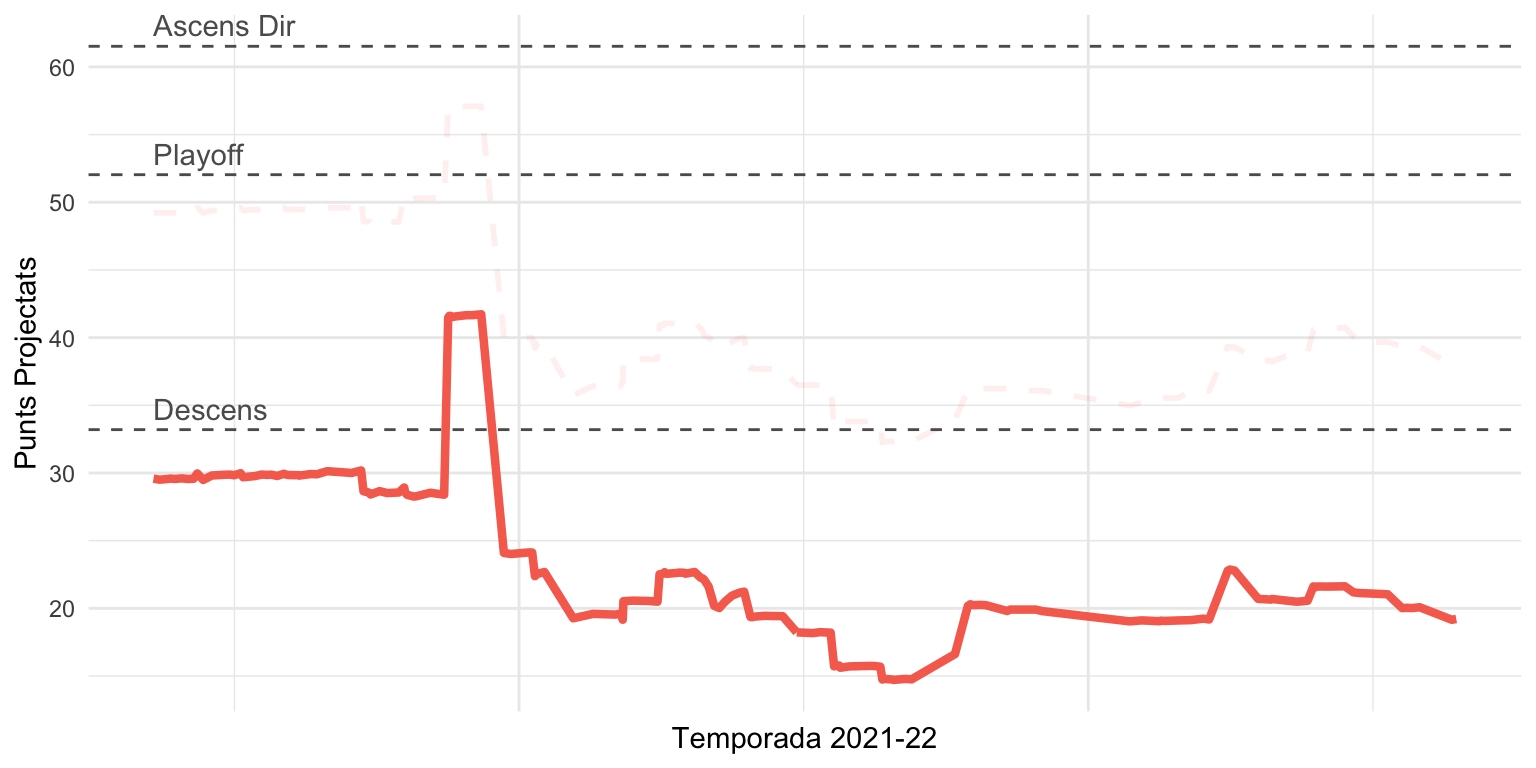 Ascens Dir
60
Playoff
50
40
Descens
30
20
Punts Projectats
Temporada 2021-22